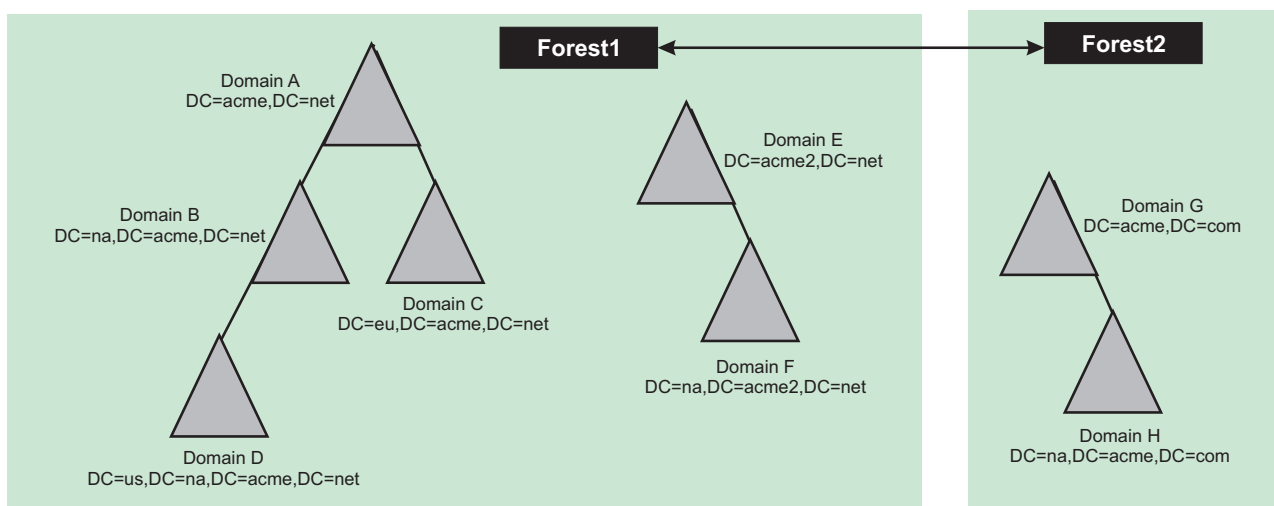 Forest1
Forest2
Domain A
DC=acme,DC=net
Domain B
DC=na,DC=acme,DC=net
Domain C
DC=eu,DC=acme,DC=net
Domain D
DC=us,DC=na,DC=acme,DC=net
Domain E
DC=acme2,DC=net
Domain F
DC=na,DC=acme2,DC=net
Domain G
DC=acme,DC=com
Domain H
DC=na,DC=acme,DC=com